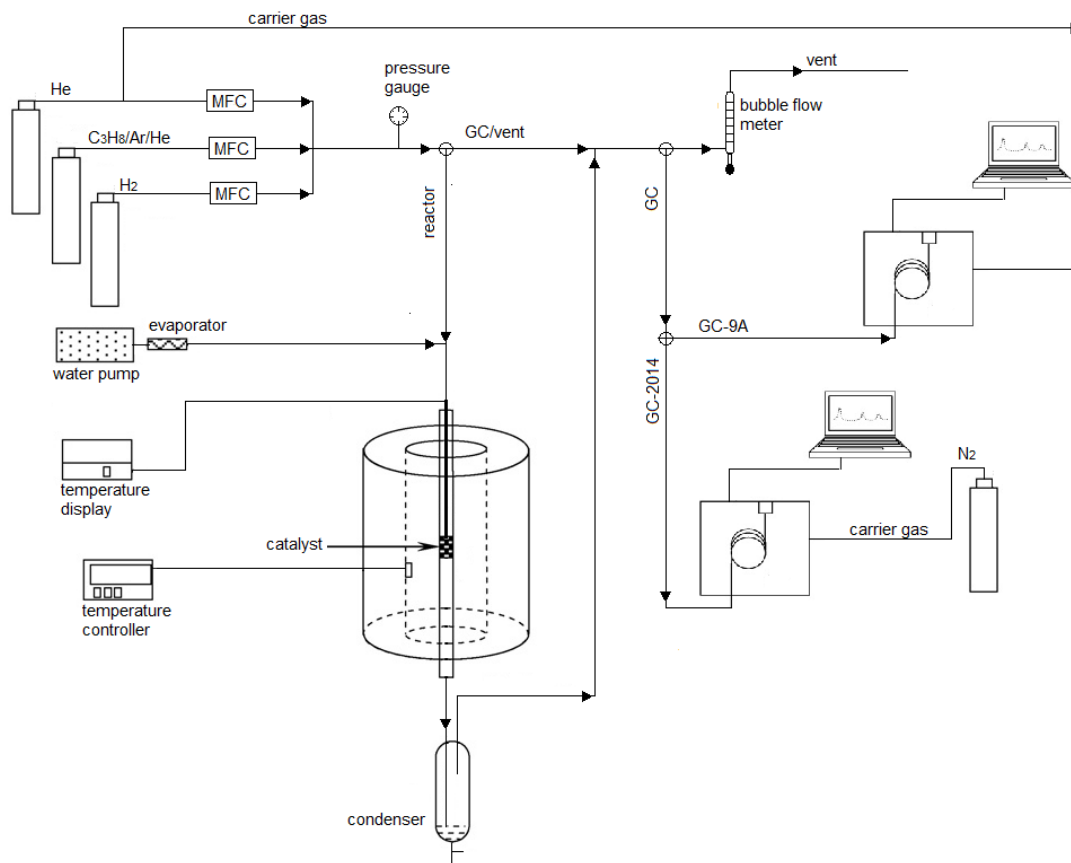 carrier gas
He
MFC
C3H8/Ar/He
MFC
H2
MFC
pressure
gauge
GC/vent
vent
bubble flow
meter
reactor
GC
evaporator
water pump
GC-9A
GC-2014
temperature
display
catalyst
temperature
controller
N2
carrier gas
condenser